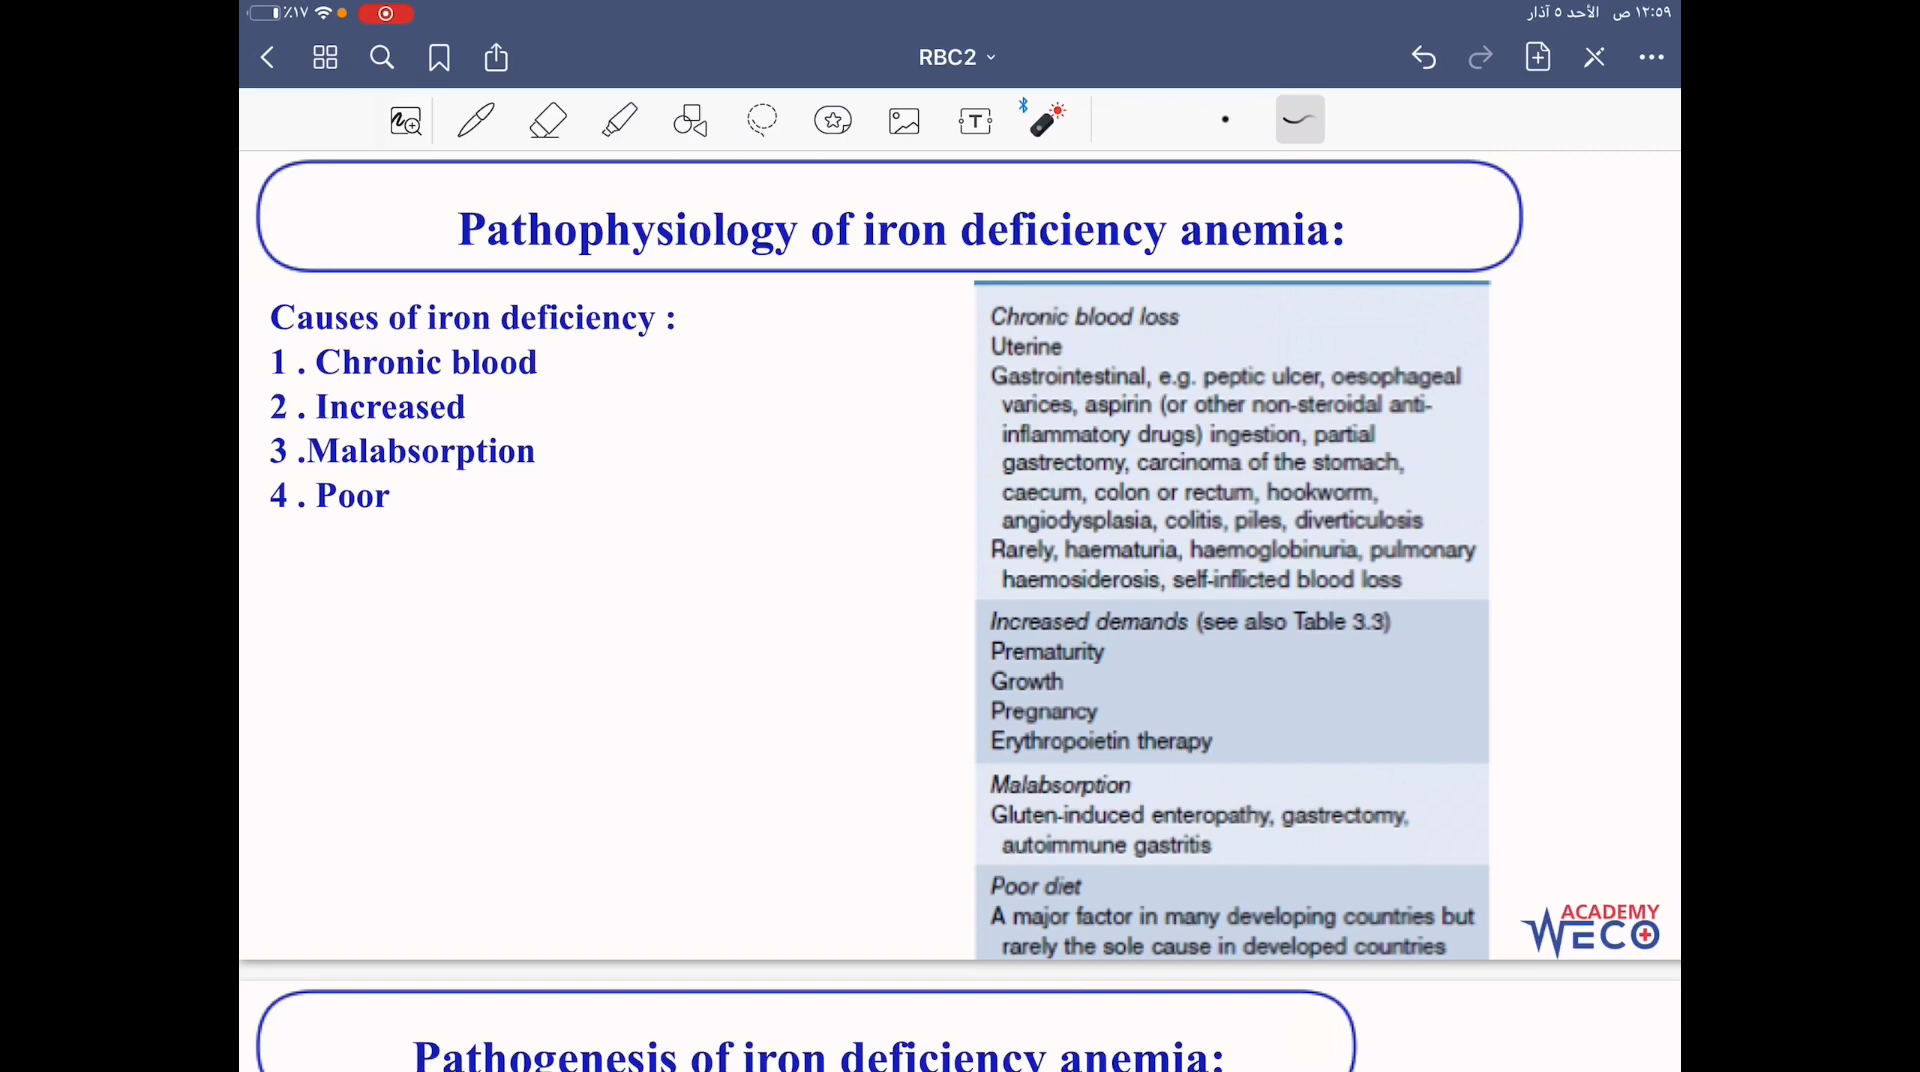 ٪١٧
١٢:٥٩ ص الأحد ٥ آذار
RBC2
T
Pathophysiology of iron deficiency anemia:
Causes of iron deficiency :
1 . Chronic blood
2 . Increased
3 .Malabsorption
4 . Poor
Chronic blood loss
Uterine
Gastrointestinal, e.g. peptic ulcer, oesophageal
varices, aspirin (or other non-steroidal anti-
inflammatory drugs) ingestion, partial
gastrectomy, carcinoma of the stomach,
caecum, colon or rectum, hookworm,
angiodysplasia, colitis, piles, diverticulosis
Rarely, haematuria, haemoglobinuria, pulmonary
haemosiderosis, self-inflicted blood loss
Increased demands (see also Table 3.3)
Prematurity
Growth
Pregnancy
Erythropoietin therapy
Malabsorption
Gluten-induced enteropathy, gastrectomy,
autoimmune gastritis
Poor diet
A major factor in many developing countries but
rarely the sole cause in developed countries
ACADEMY
WECO
Pathogenesis of iron deficiency anemia: